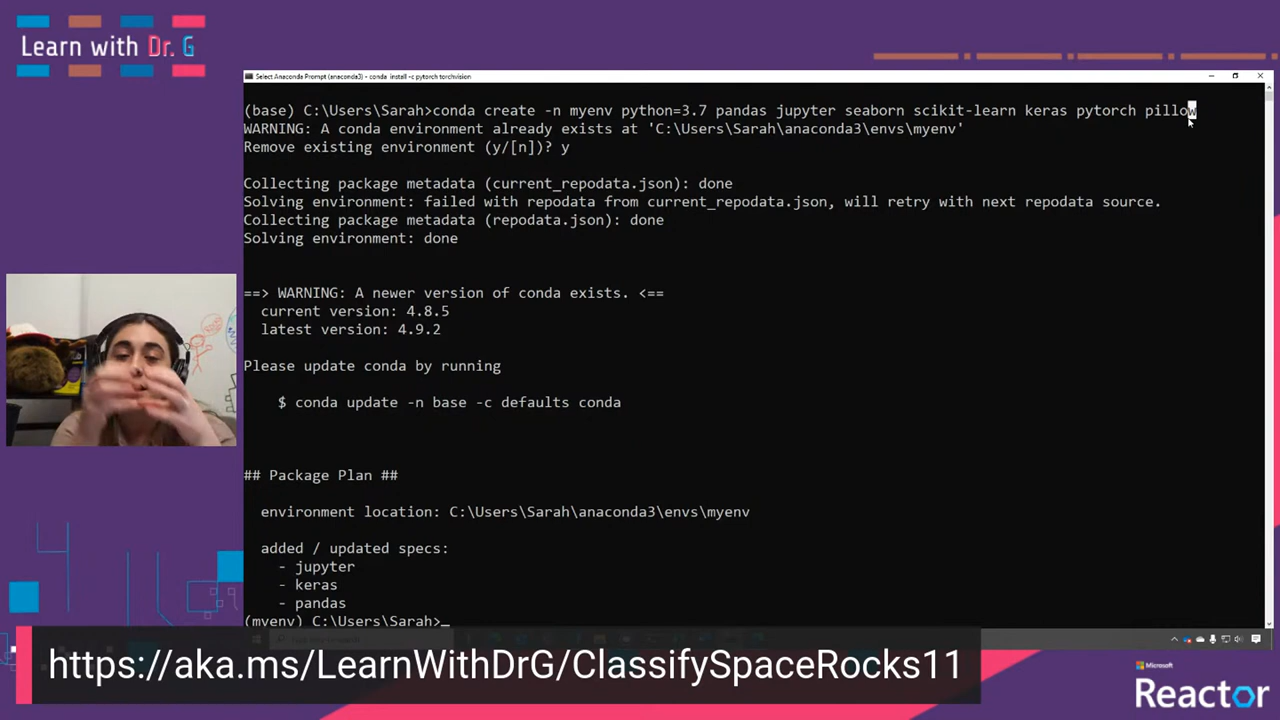 Learn with Dr. G
Select Anaconda Prompt (anaconda3) - conda install -c pytorch torchvision
(base) C:\Users\Sarah>conda create -n myenv python=3.7 pandas jupyter seaborn scikit-learn keras pytorch pillow
WARNING: A conda environment already exists at 'C:\Users\Sarah\anaconda3\envs\myenv'
Remove existing environment (y/[n])? y
Collecting package metadata (current_repodata.json): done
Solving environment: failed with repodata from current_repodata.json, will retry with next repodata source.
Collecting package metadata (repodata.json): done
Solving environment: done
==> WARNING: A newer version of conda exists. <==
current version: 4.8.5
latest version: 4.9.2
Please update conda by running
$ conda update -n base -c defaults conda
## Package Plan ##
environment location: C:\Users\Sarah\anaconda3\envs\myenv
added / updated specs:
- jupyter
- keras
- pandas
(myenv) C:\Users\Sarah>_
https://aka.ms/LearnWithDrG/ClassifySpaceRocks11
Microsoft
Reactor